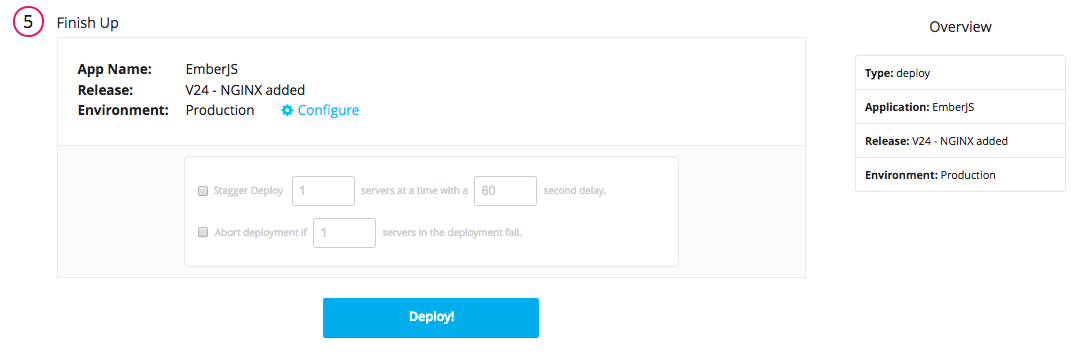 5 Finish Up
App Name: EmberJS
Release: V24 - NGINX added
Environment: Production Configure
Stagger Deploy 1 servers at a time with a 60 second delay.
Abort deployment if 1 servers in the deployment fail.
Deploy!
Overview
Type: deploy
Application: EmberJS
Release: V24 - NGINX added
Environment: Production